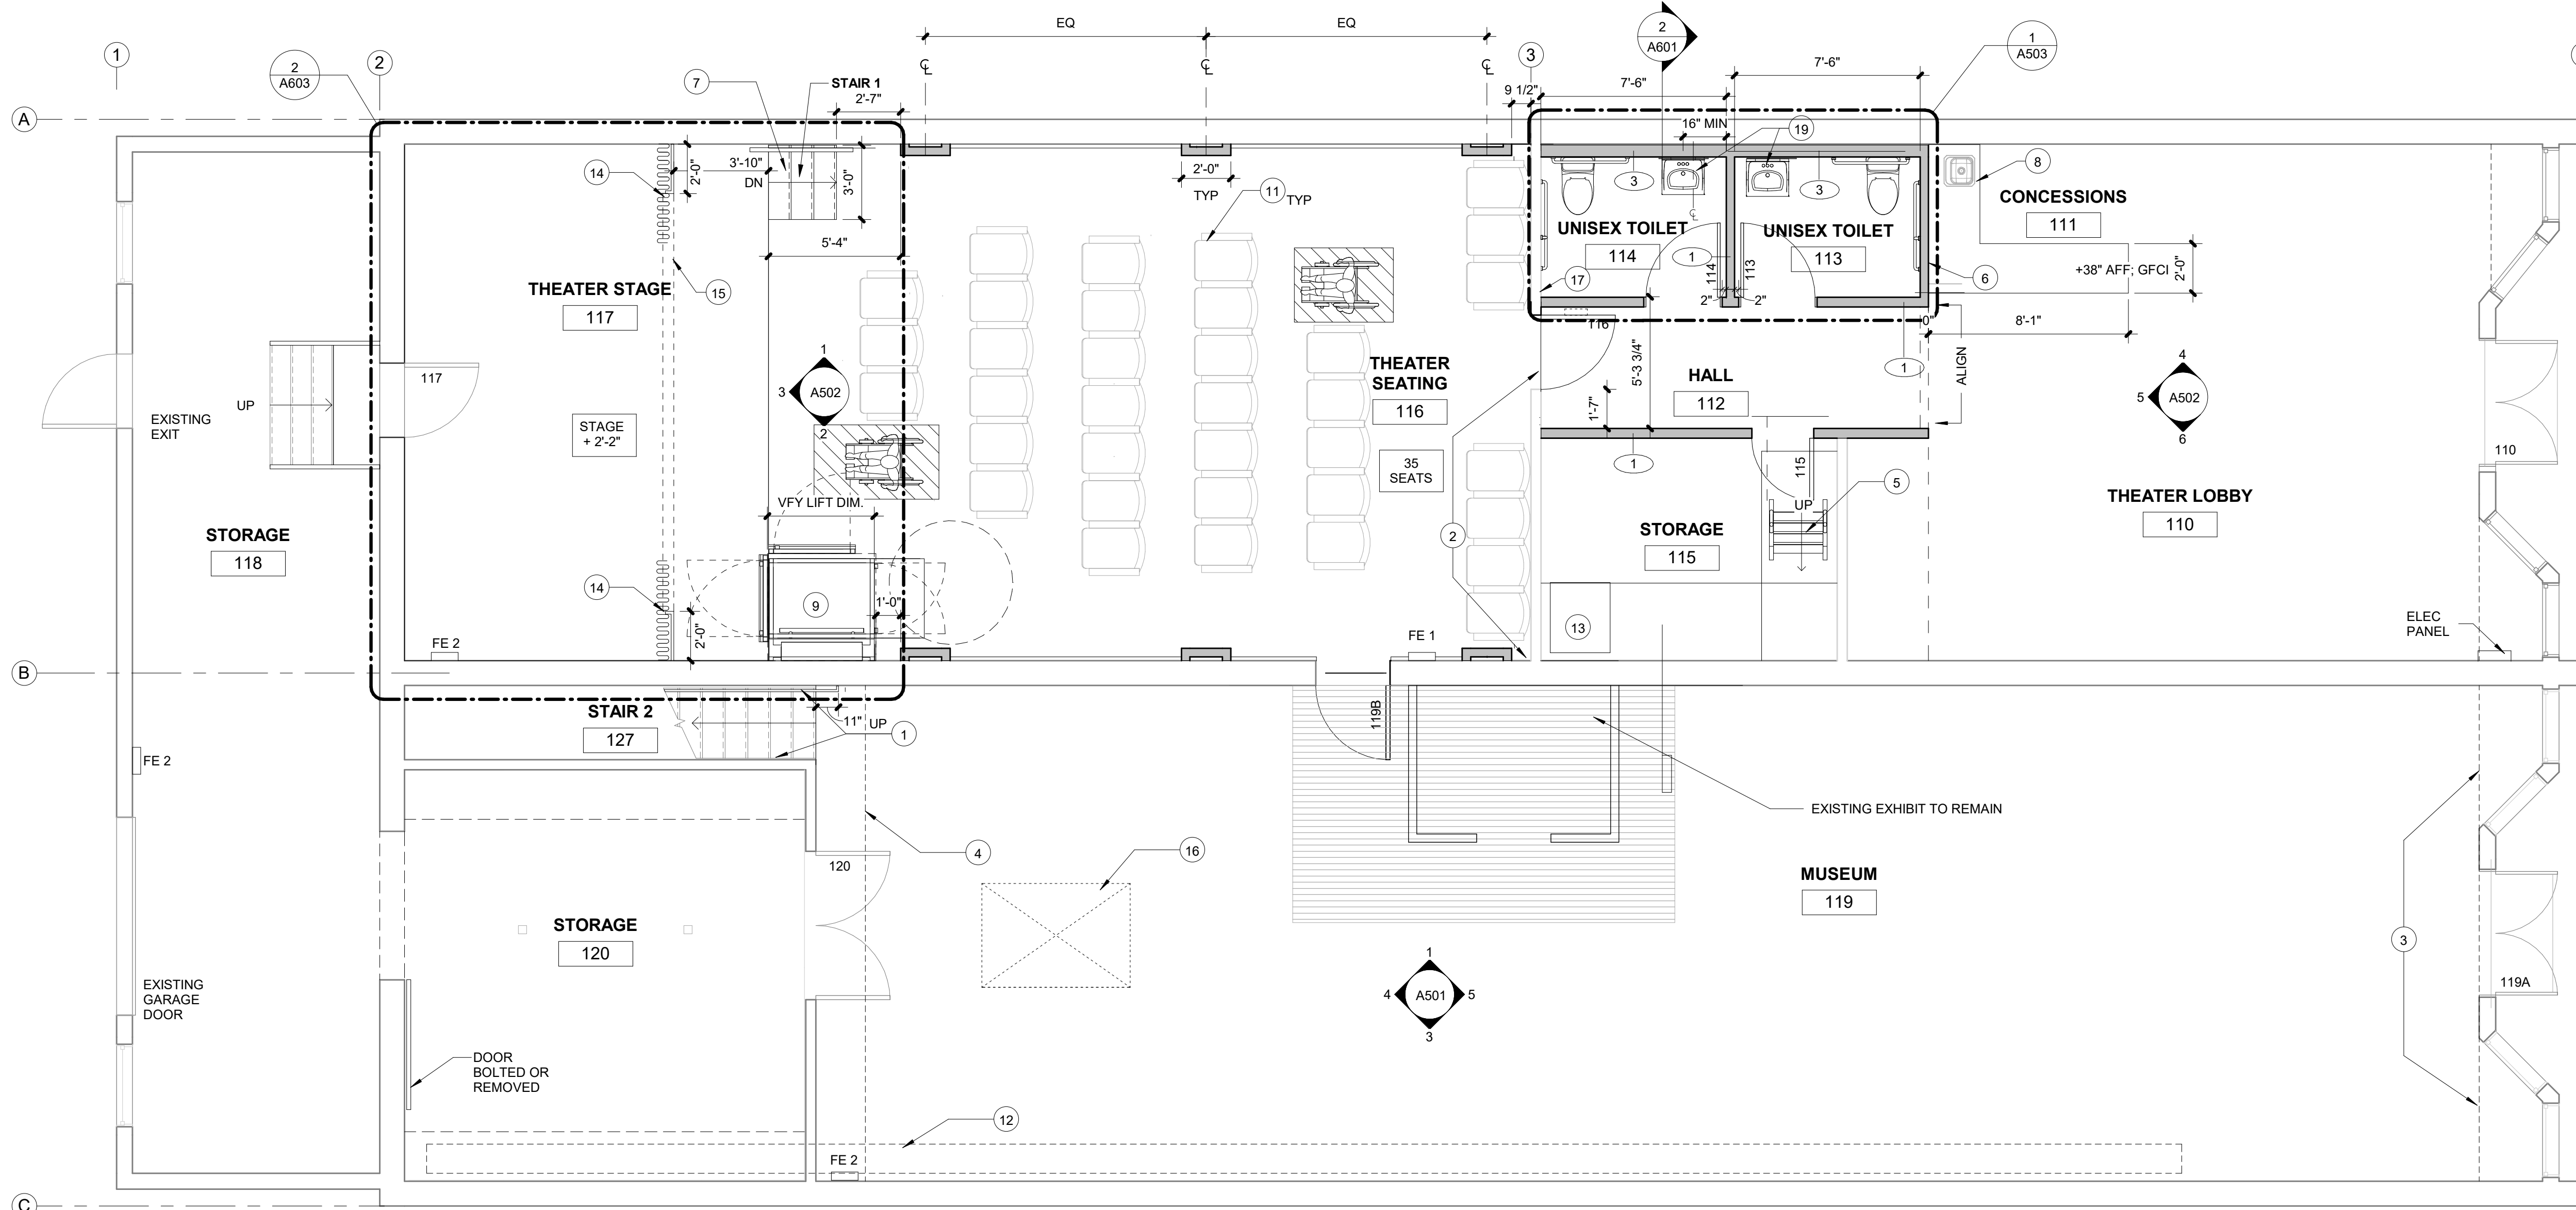 EQ
EQ
2
A601
1
A503
1
2
A603
2
7
STAIR 1
2'-7"
℄
℄
℄
3
7'-6"
7'-6"
9 1/2"
A
16" MIN
19
14
2'-0"
3'-10"
DN
3'-0"
2'-0"
TYP
11
TYP
3
3
8
CONCESSIONS
111
℄
UNISEX TOILET
114
UNISEX TOILET
113
5'-4"
1
114
113
+38" AFF; GFCI
2'-0"
THEATER STAGE
117
15
17
6
2"
2"
116
0"
8'-1"
1
3
A502
2
THEATER
SEATING
116
5'-3 3/4"
1'-7"
HALL
112
1
ALIGN
4
5
A502
6
117
UP
EXISTING
EXIT
STAGE
+ 2'-2"
35
SEATS
1
115
5
110
VFY LIFT DIM.
UP
THEATER LOBBY
110
STORAGE
118
2
STORAGE
115
14
9
1'-0"
2'-0"
13
FE 2
FE 1
ELEC
PANEL
B
STAIR 2
127
11"
UP
1
119B
FE 2
EXISTING EXHIBIT TO REMAIN
4
16
120
MUSEUM
119
STORAGE
120
3
1
4
A501
5
3
119A
EXISTING
GARAGE
DOOR
DOOR
BOLTED OR
REMOVED
12
FE 2
C